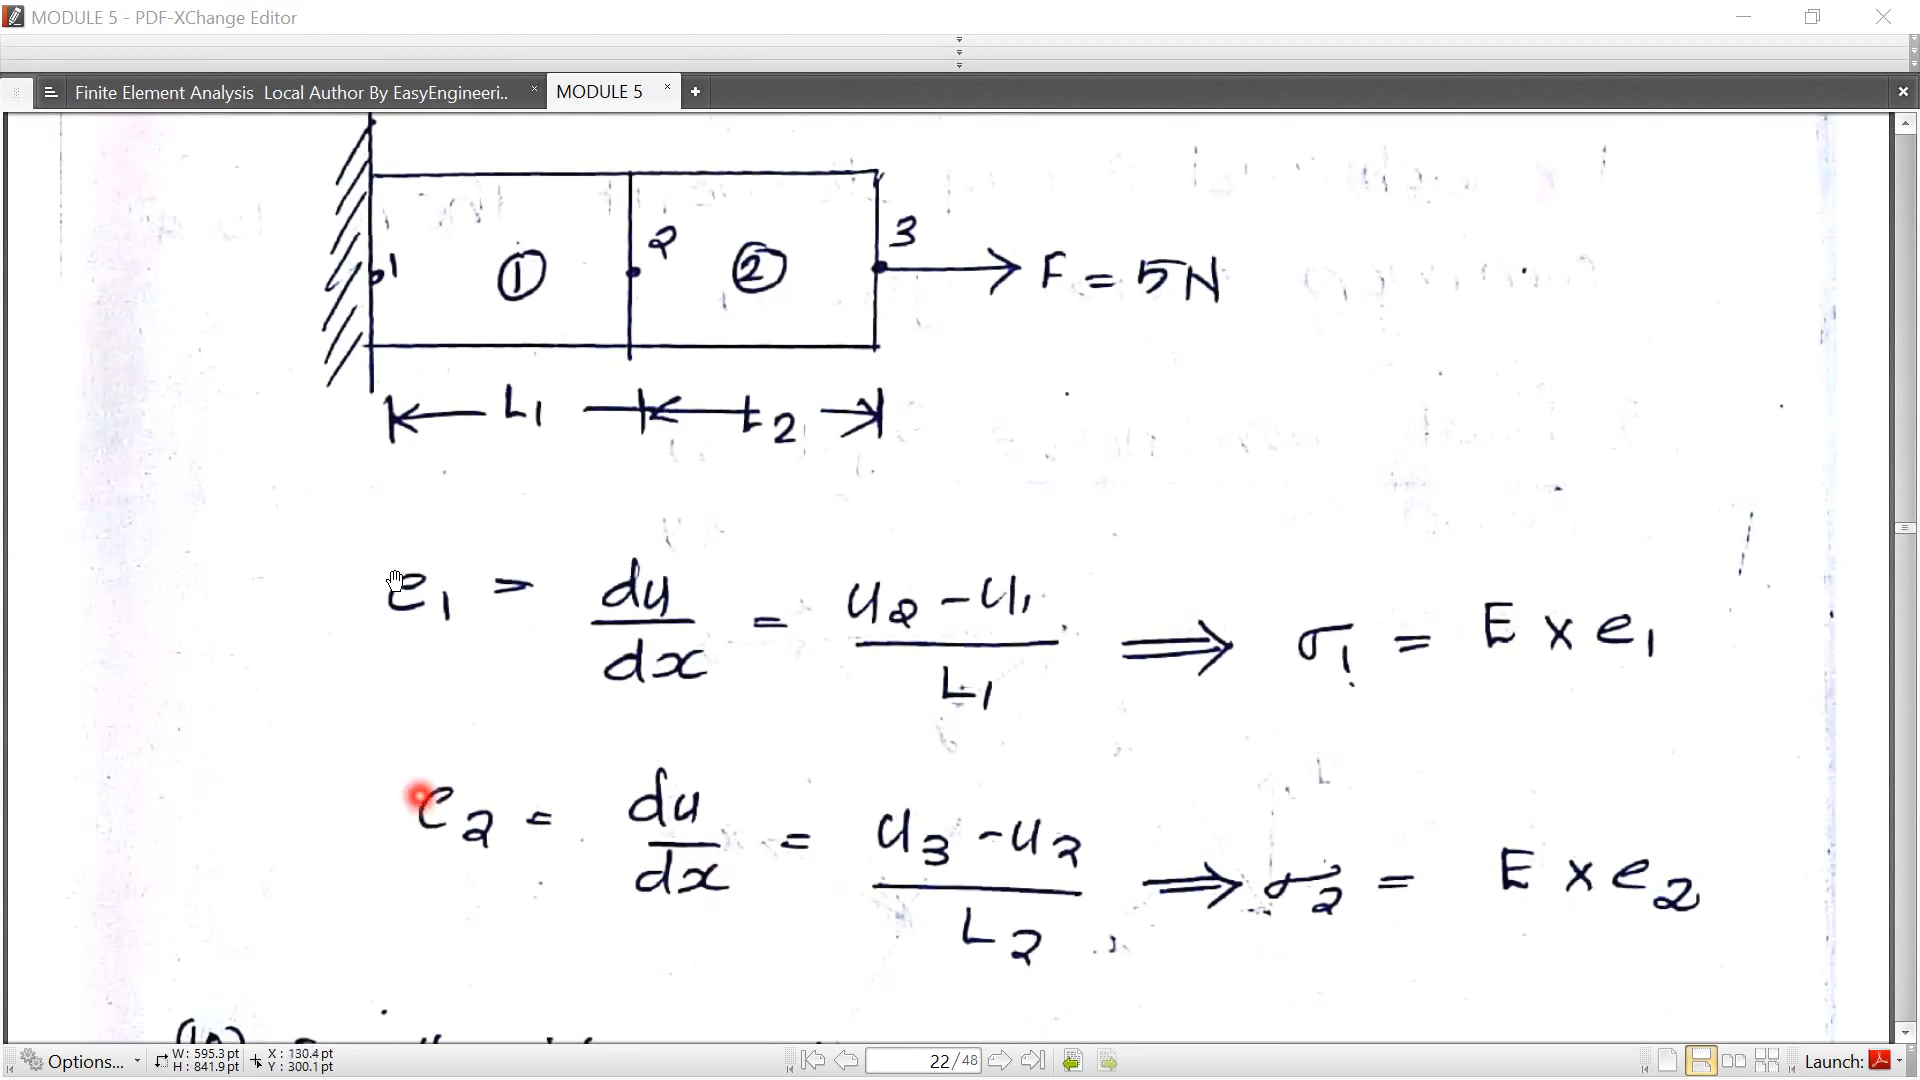 MODULE 5 - PDF-XChange Editor
Finite Element Analysis Local Author By EasyEngineeri..
MODULE 5
1 ① 2 ② 3 F = 5N
L1 L2
e1 = du/dx = u2 - u1 / L1 ⟹ σ1 = E × e1
e2 = du/dx = u3 - u2 / L2 ⟹ σ2 = E × e2
Options...
W: 595.3 pt
H: 841.9 pt
X: 130.4 pt
Y: 300.1 pt
22 / 48
Launch: